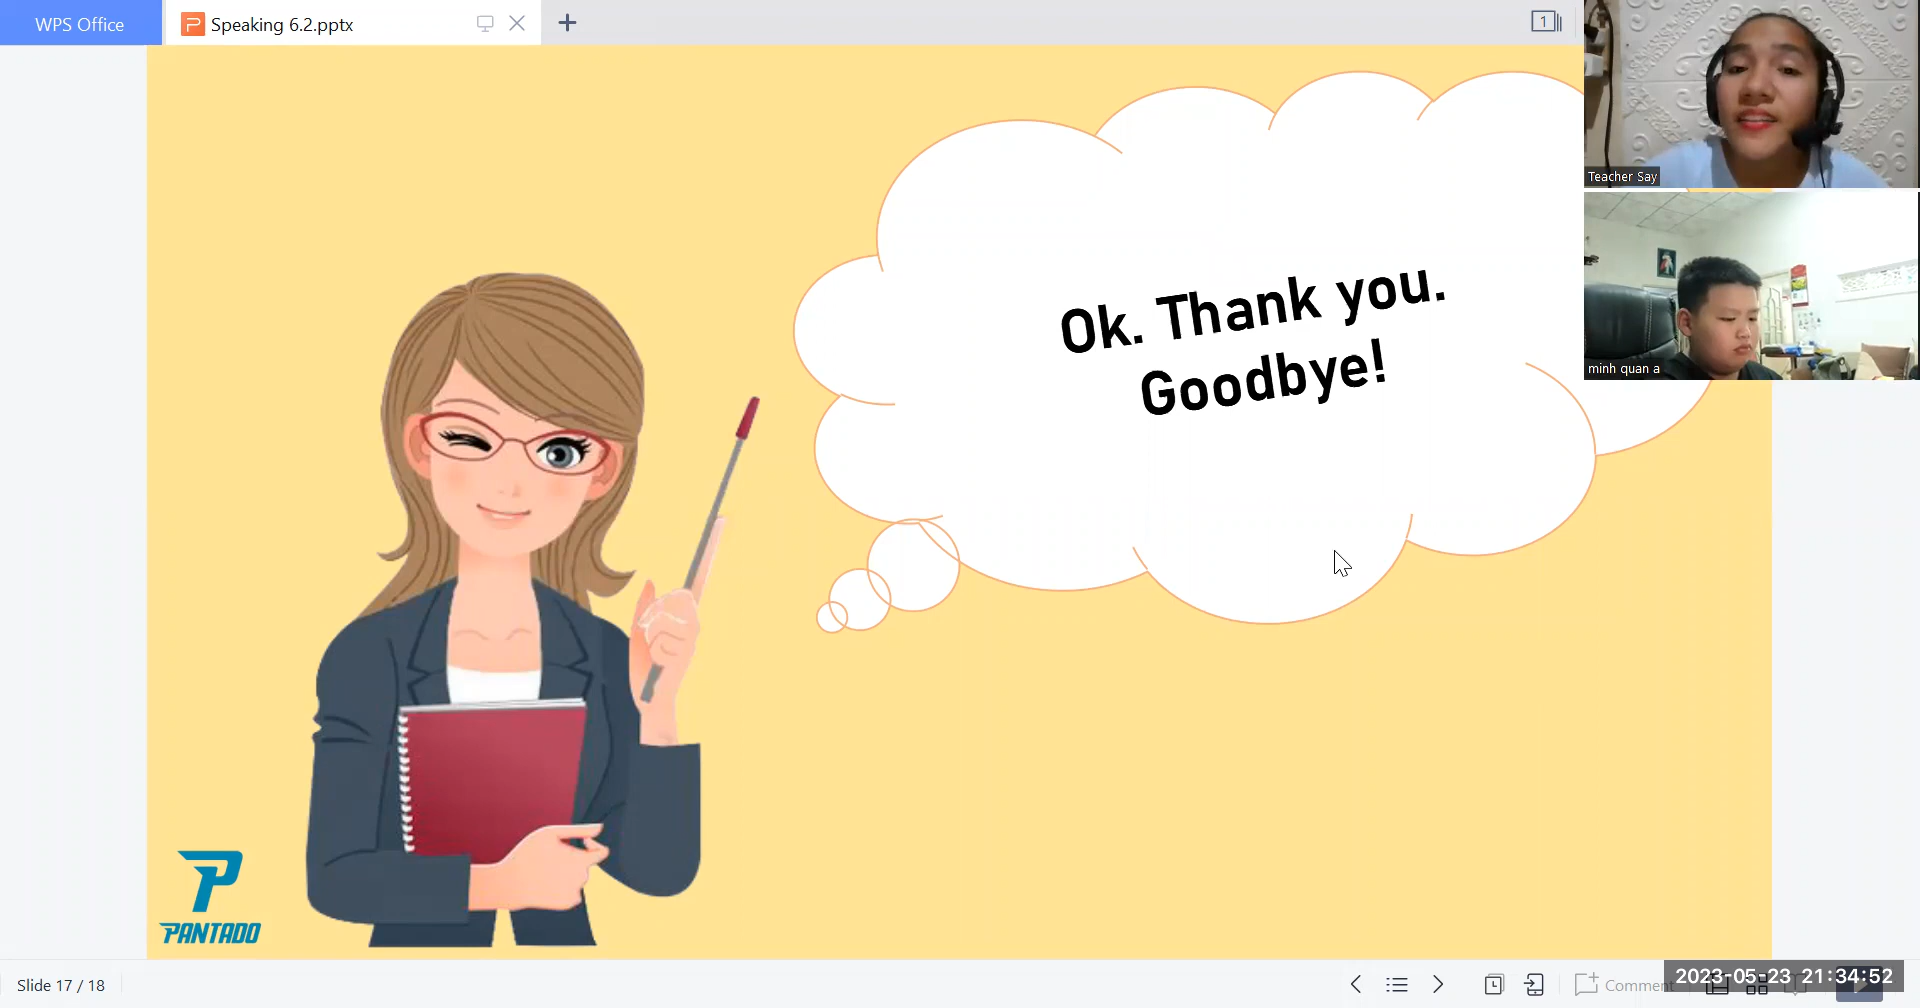 WPS Office
Speaking 6.2.pptx
1
Teacher Say
minh quan a
Ok. Thank you.
Goodbye!
PANTADO
Slide 17 / 18
Comment
2023-05-23 21:34:52